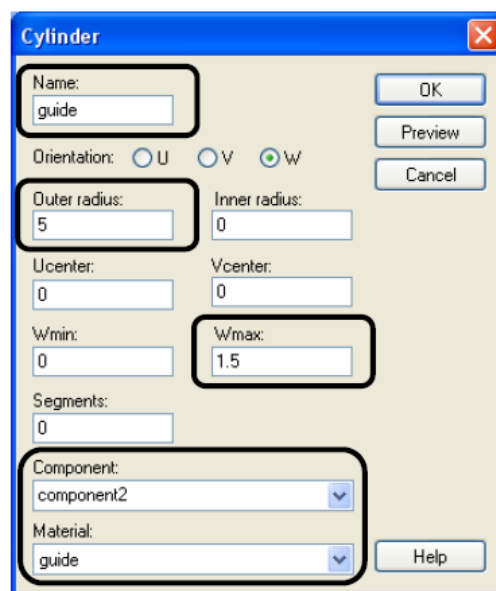 Cylinder
Name:
guide
OK
Preview
Orientation: U V W
Cancel
Outer radius: Inner radius:
5 0
Ucenter: Vcenter:
0 0
Wmin: Wmax:
0 1.5
Segments:
0
Component:
component2
Material:
guide
Help